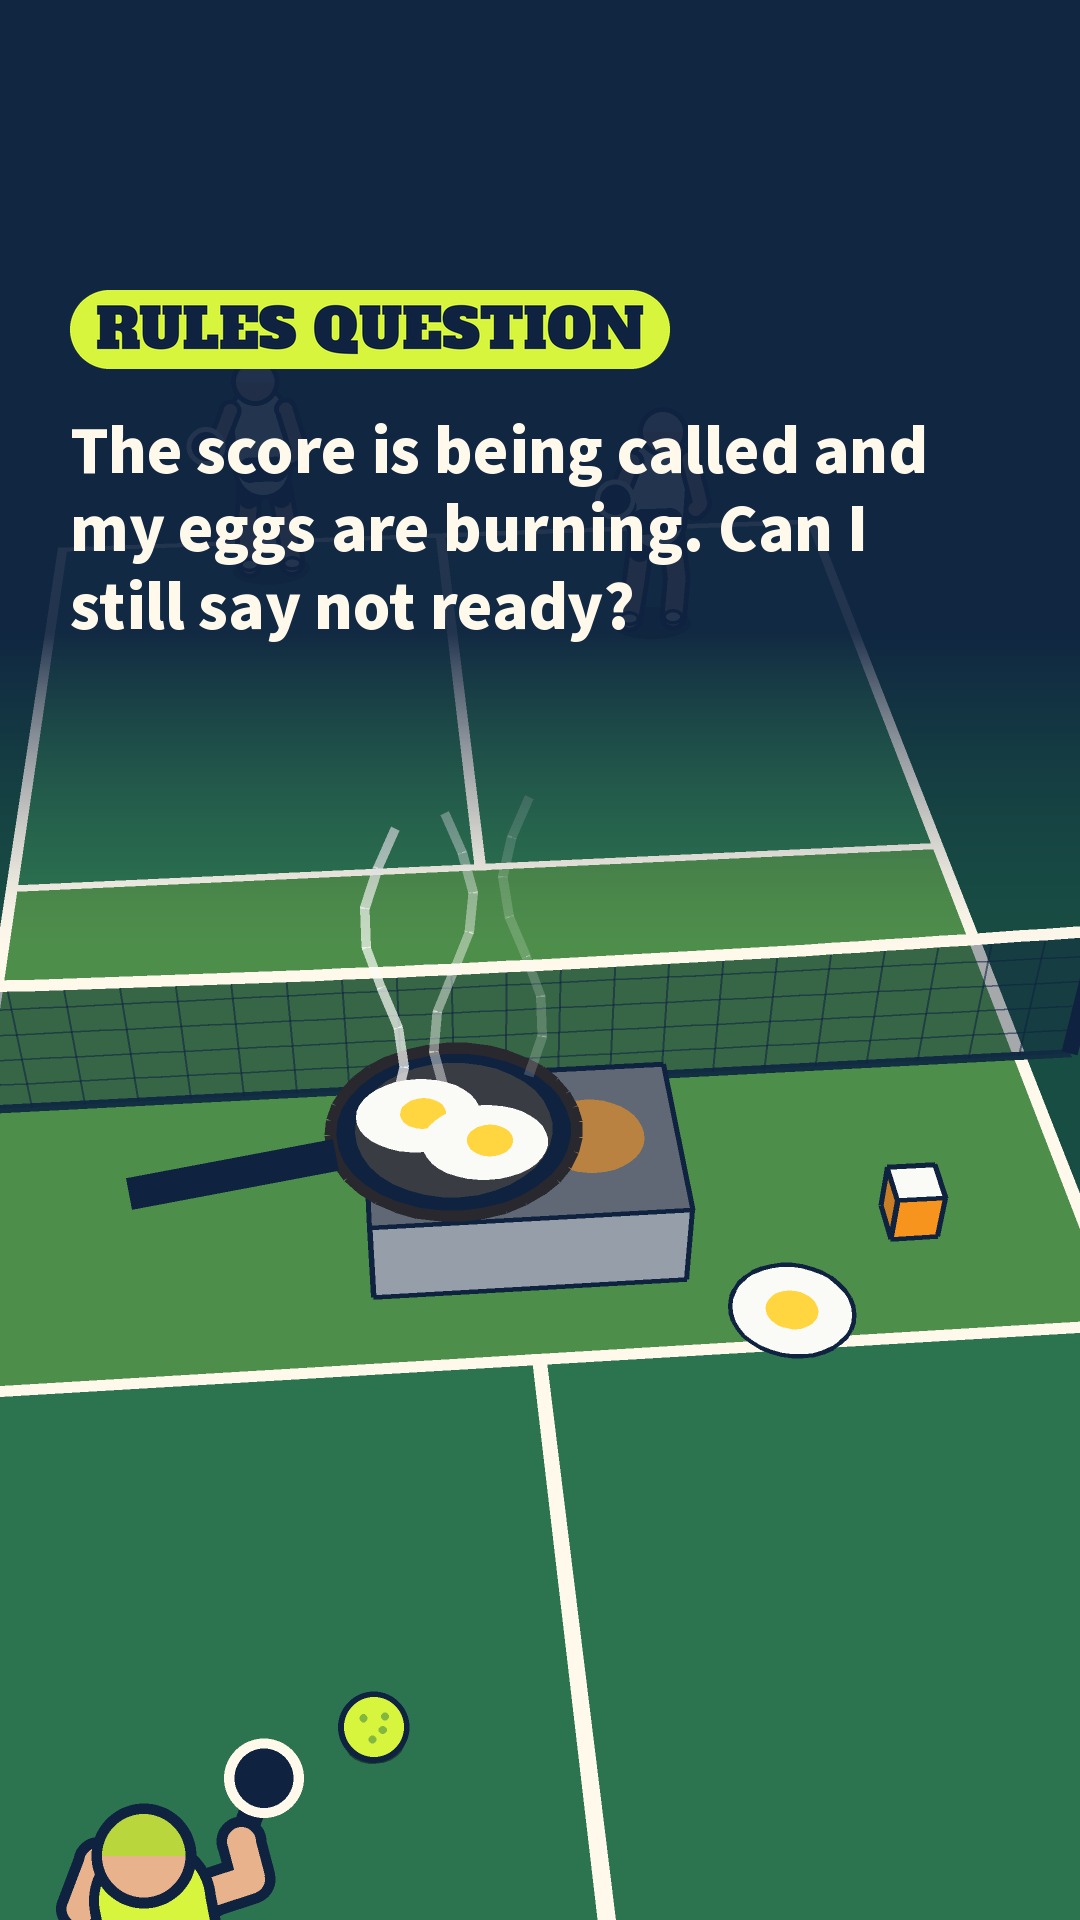 RULES QUESTION
The score is being called and
my eggs are burning. Can I
still say not ready?